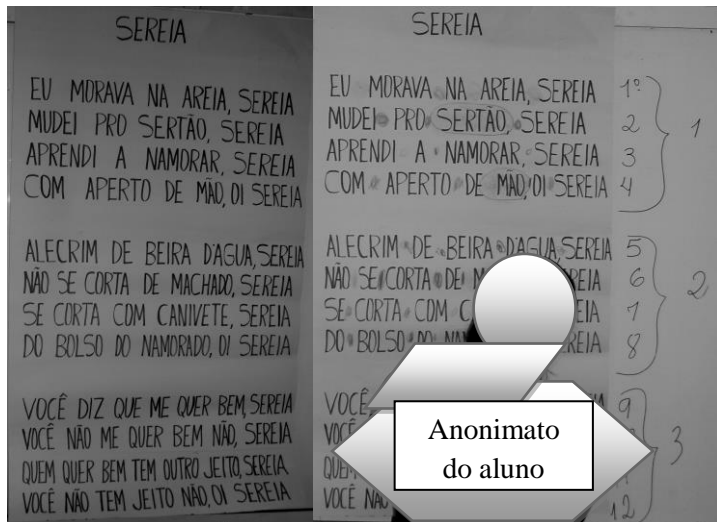 SEREIA
EU MORAVA NA AREIA, SEREIA
MUDEI PRO SERTÃO, SEREIA
APRENDI A NAMORAR, SEREIA
COM APERTO DE MÃO, OI SEREIA
ALECRIM DE BEIRA D'AGUA, SEREIA
NÃO SE CORTA DE MACHADO, SEREIA
SE CORTA COM CANIVETE, SEREIA
DO BOLSO DO NAMORADO, OI SEREIA
VOCÊ DIZ QUE ME QUER BEM, SEREIA
VOCÊ NÃO ME QUER BEM NÃO, SEREIA
QUEM QUER BEM TEM OUTRO JEITO, SEREIA
VOCÊ NÃO TEM JEITO NÃO, OI SEREIA
SEREIA
EU MORAVA NA AREIA, SEREIA 1º
MUDEI PRO SERTÃO, SEREIA 2
APRENDI A NAMORAR, SEREIA 3
COM APERTO DE MÃO, OI SEREIA 4
1
ALECRIM DE BEIRA D'AGUA, SEREIA 5
NÃO SE CORTA DE 6
SE CORTA COM 7
DO BOLSO DO 8
2
VOCÊ 9
3
VOCÊ NÃO 12
Anonimato
do aluno